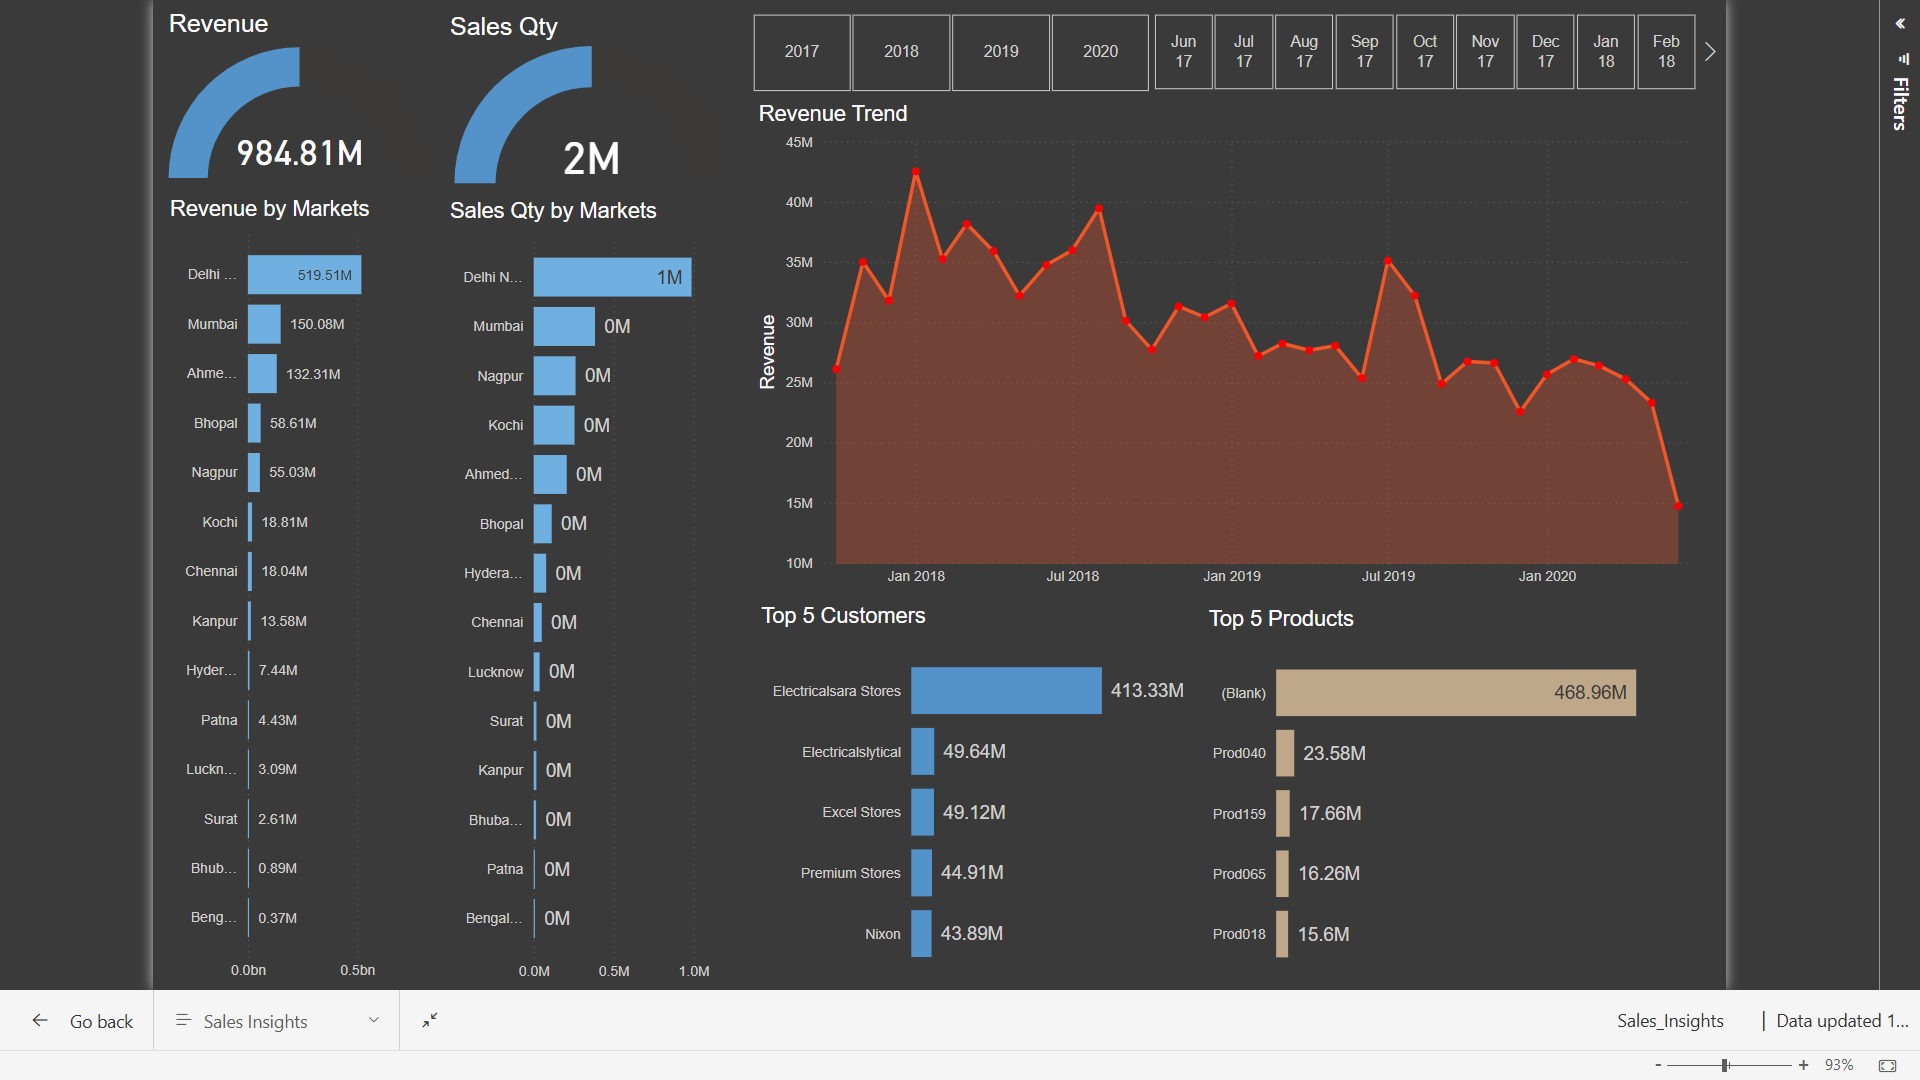 Revenue
984.81M
Sales Qty
2M
2017
2018
2019
2020
Jun
17
Jul
17
Aug
17
Sep
17
Oct
17
Nov
17
Dec
17
Jan
18
Feb
18
Filters
Revenue by Markets
Delhi ...
519.51M
Mumbai
150.08M
Ahme...
132.31M
Bhopal
58.61M
Nagpur
55.03M
Kochi
18.81M
Chennai
18.04M
Kanpur
13.58M
Hyder...
7.44M
Patna
4.43M
Luckn...
3.09M
Surat
2.61M
Bhub...
0.89M
Beng...
0.37M
0.0bn
0.5bn
Sales Qty by Markets
Delhi N...
1M
Mumbai
0M
Nagpur
0M
Kochi
0M
Ahmed...
0M
Bhopal
0M
Hydera...
0M
Chennai
0M
Lucknow
0M
Surat
0M
Kanpur
0M
Bhuba...
0M
Patna
0M
Bengal...
0M
0.0M
0.5M
1.0M
Revenue Trend
Revenue
45M
40M
35M
30M
25M
20M
15M
10M
Jan 2018
Jul 2018
Jan 2019
Jul 2019
Jan 2020
Top 5 Customers
Electricalsara Stores
413.33M
Electricalslytical
49.64M
Excel Stores
49.12M
Premium Stores
44.91M
Nixon
43.89M
Top 5 Products
(Blank)
468.96M
Prod040
23.58M
Prod159
17.66M
Prod065
16.26M
Prod018
15.6M
Go back
Sales Insights
Sales_Insights
| Data updated 1...
- + 93%